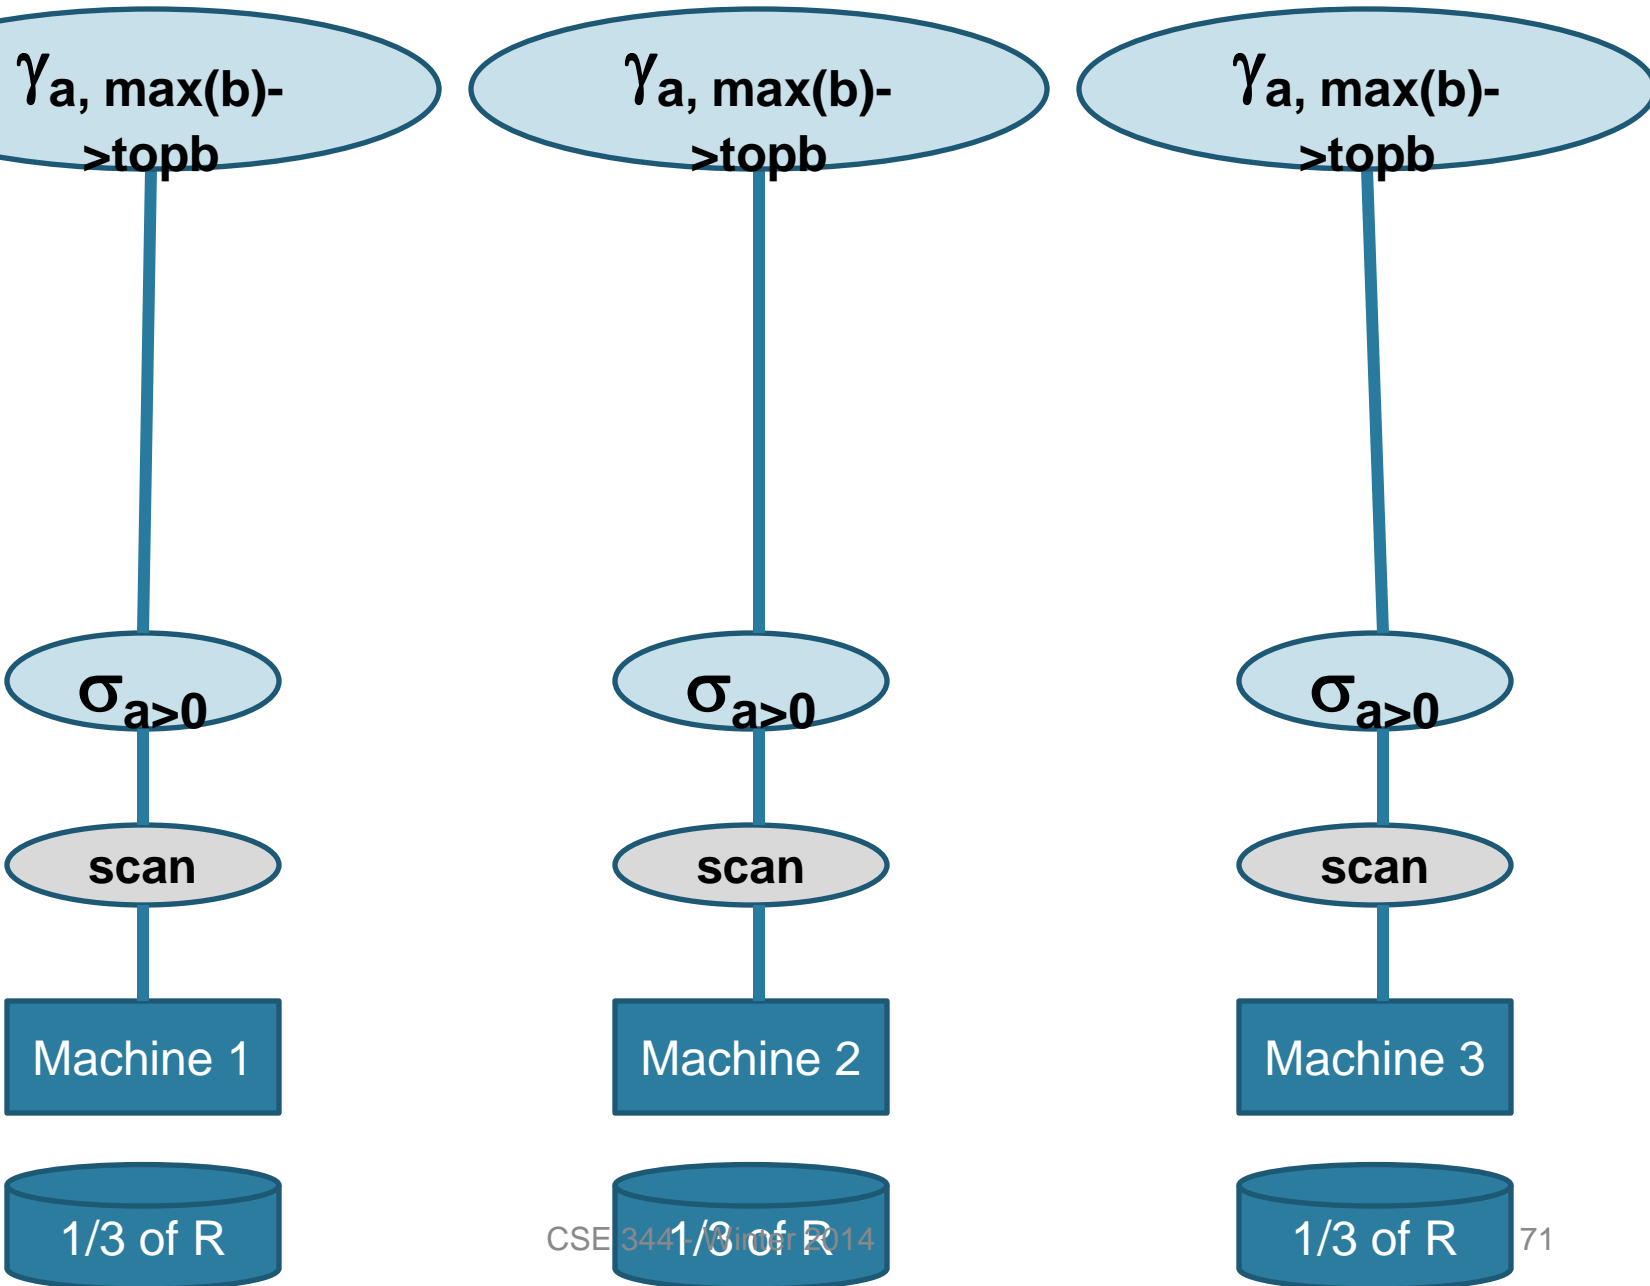 γa, max(b)-
>topb
γa, max(b)-
>topb
γa, max(b)-
>topb
σa>0
σa>0
σa>0
scan
scan
scan
Machine 1
Machine 2
Machine 3
1/3 of R
1/3 of R
1/3 of R
CSE 344 - Winter 2014
71